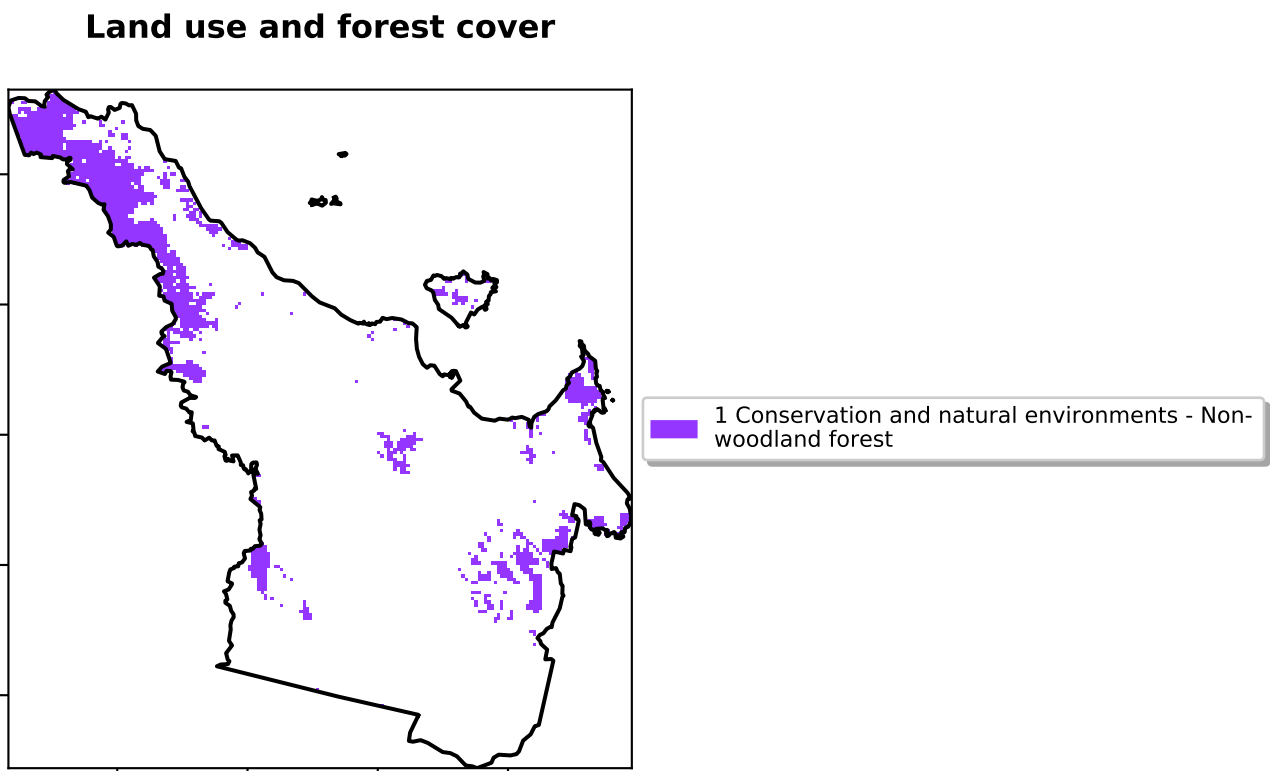 Land use and forest cover
1 Conservation and natural environments - Non-
woodland forest